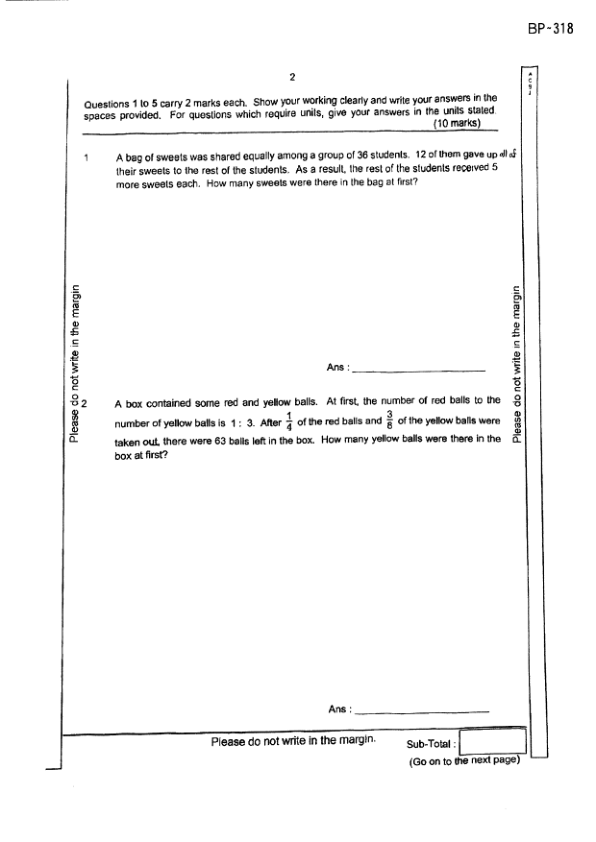 BP-318
2
A
C
S
J
Questions 1 to 5 carry 2 marks each. Show your working clearly and write your answers in the
spaces provided. For questions which require units, give your answers in the units stated.
(10 marks)
1 A bag of sweets was shared equally among a group of 36 students. 12 of them gave up all of
their sweets to the rest of the students. As a result, the rest of the students received 5
more sweets each. How many sweets were there in the bag at first?
Please do not write in the margin
Please do not write in the margin
Ans :
2 A box contained some red and yellow balls. At first, the number of red balls to the
number of yellow balls is 1 : 3. After 1/4 of the red balls and 3/8 of the yellow balls were
taken out, there were 63 balls left in the box. How many yellow balls were there in the
box at first?
Ans :
Please do not write in the margin.
Sub-Total :
(Go on to the next page)